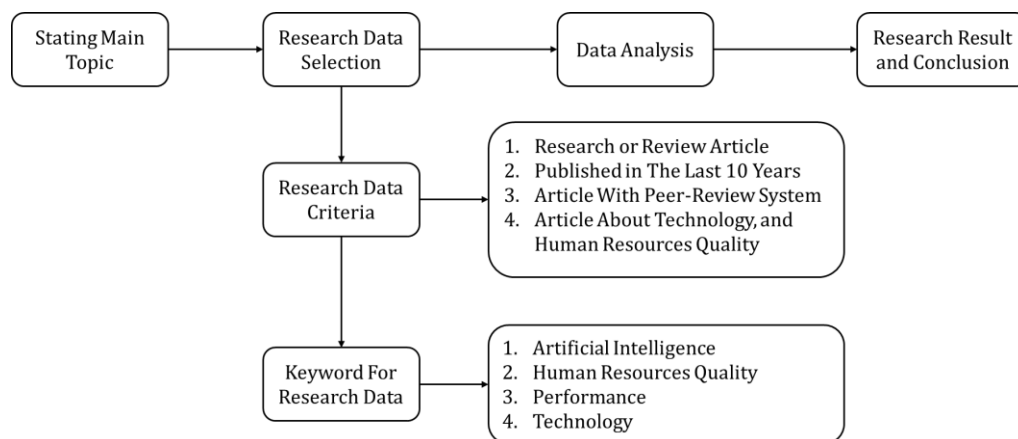 Stating Main
Topic
Research Data
Selection
Data Analysis
Research Result
and Conclusion
Research Data
Criteria
1. Research or Review Article
2. Published in The Last 10 Years
3. Article With Peer-Review System
4. Article About Technology, and
Human Resources Quality
Keyword For
Research Data
1. Artificial Intelligence
2. Human Resources Quality
3. Performance
4. Technology